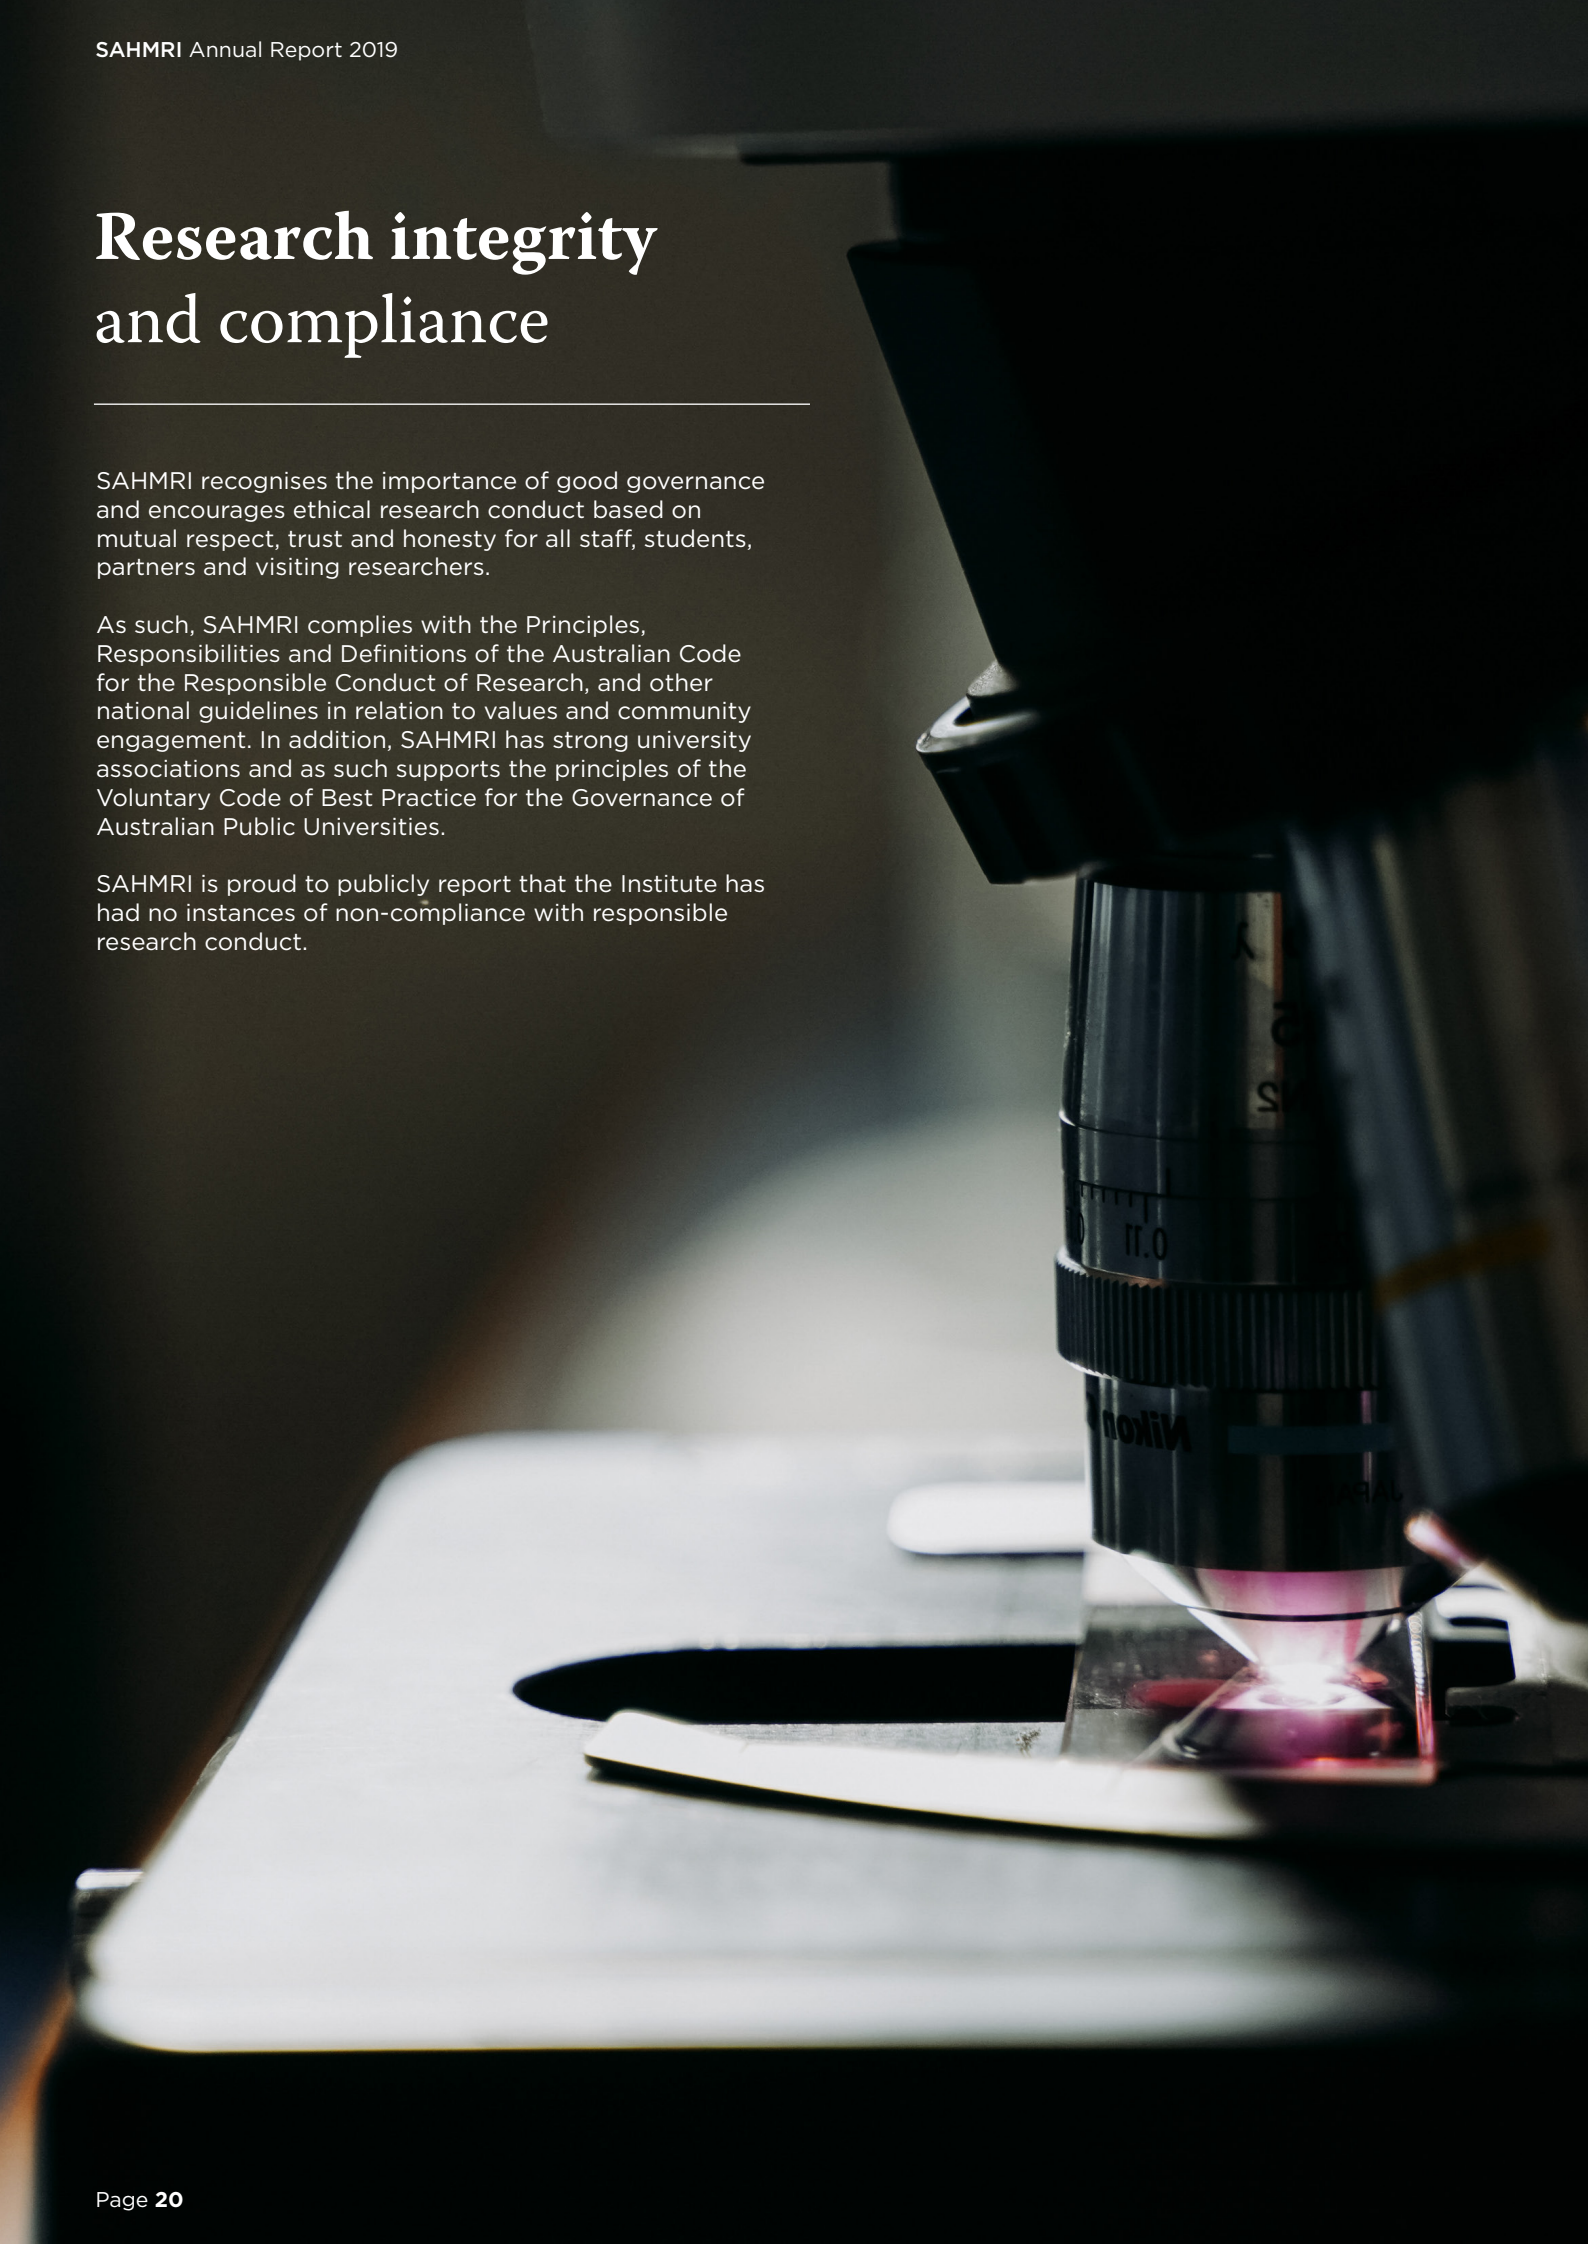 SAHMRI Annual Report 2019
Research integrity
and compliance
SAHMRI recognises the importance of good governance
and encourages ethical research conduct based on
mutual respect, trust and honesty for all staff, students,
partners and visiting researchers.
As such, SAHMRI complies with the Principles,
Responsibilities and Definitions of the Australian Code
for the Responsible Conduct of Research, and other
national guidelines in relation to values and community
engagement. In addition, SAHMRI has strong university
associations and as such supports the principles of the
Voluntary Code of Best Practice for the Governance of
Australian Public Universities.
SAHMRI is proud to publicly report that the Institute has
had no instances of non-compliance with responsible
research conduct.
0.11
Nikon
JAPAN
Page 20